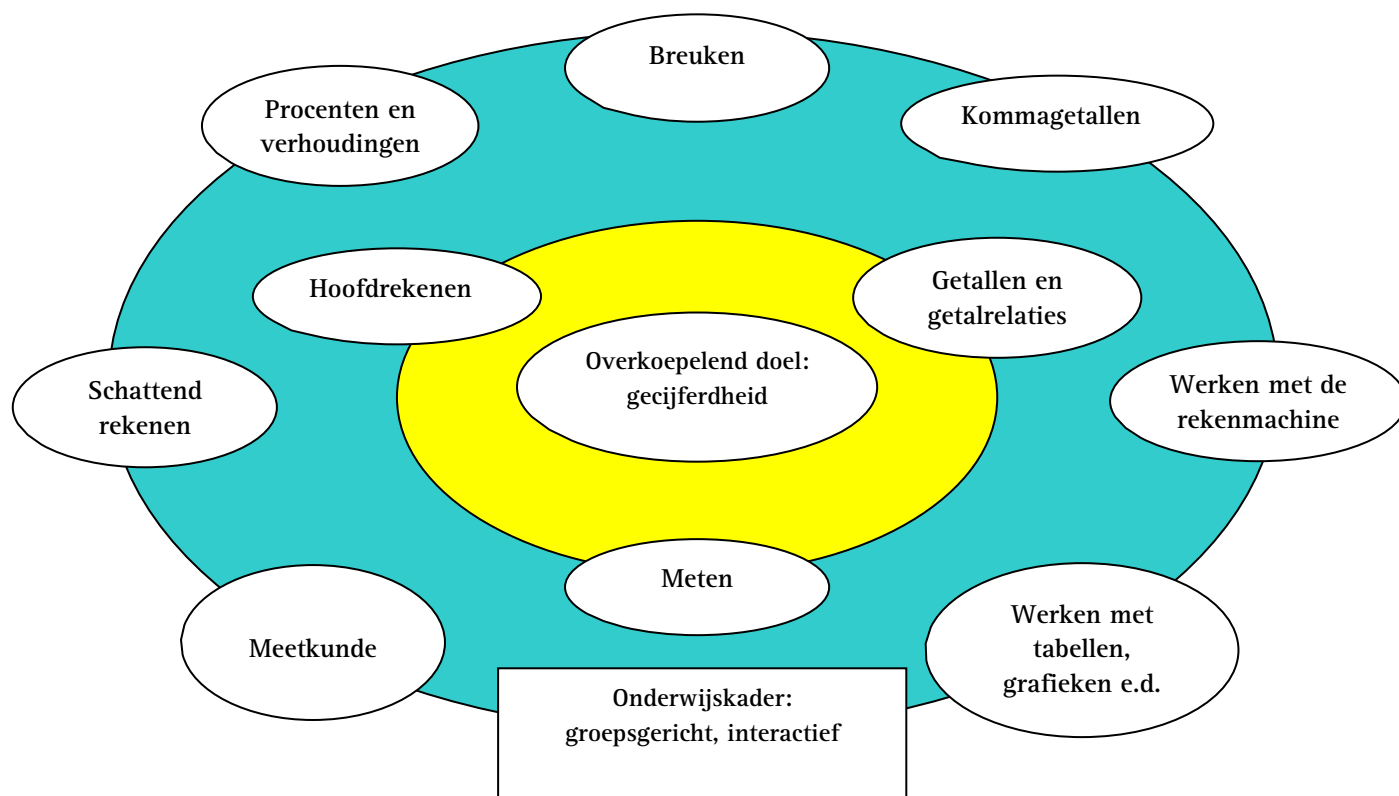 Breuken
Procenten en
verhoudingen
Kommagetallen
Hoofdrekenen
Getallen en
getalrelaties
Overkoepelend doel:
gecijferdheid
Schattend
rekenen
Werken met de
rekenmachine
Meten
Meetkunde
Werken met
tabellen,
grafieken e.d.
Onderwijskader:
groepsgericht, interactief